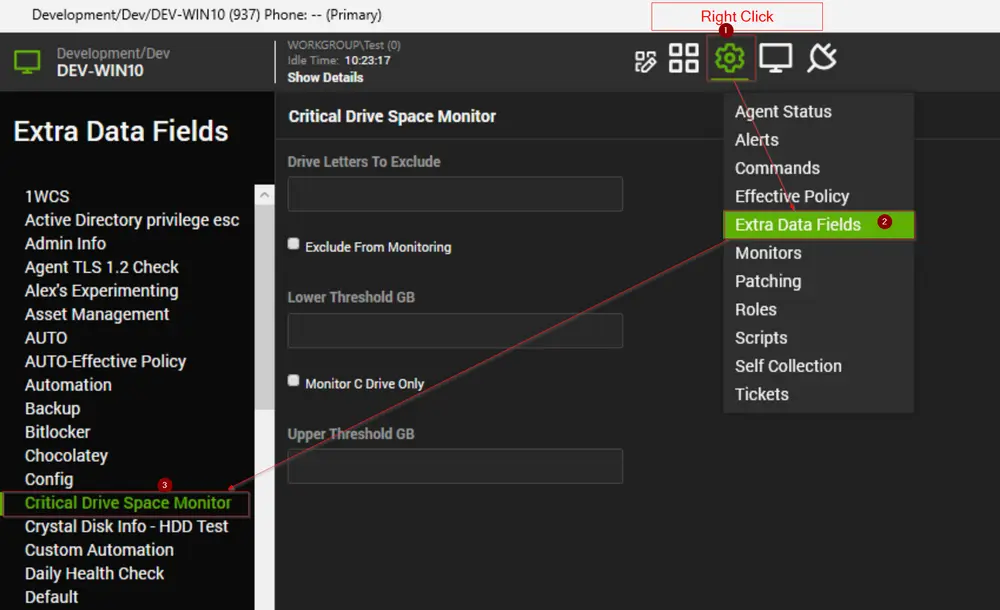 Development/Dev/DEV-WIN10 (937) Phone: -- (Primary)
Right Click
1
Development/Dev
DEV-WIN10
WORKGROUP\Test (0)
Idle Time: 10:23:17
Show Details
Extra Data Fields
1WCS
Active Directory privilege esc
Admin Info
Agent TLS 1.2 Check
Alex's Experimenting
Asset Management
AUTO
AUTO-Effective Policy
Automation
Backup
Bitlocker
Chocolatey
Config
3
Critical Drive Space Monitor
Crystal Disk Info - HDD Test
Custom Automation
Daily Health Check
Default
Critical Drive Space Monitor
Drive Letters To Exclude
Exclude From Monitoring
Lower Threshold GB
Monitor C Drive Only
Upper Threshold GB
Agent Status
Alerts
Commands
Effective Policy
Extra Data Fields 2
Monitors
Patching
Roles
Scripts
Self Collection
Tickets